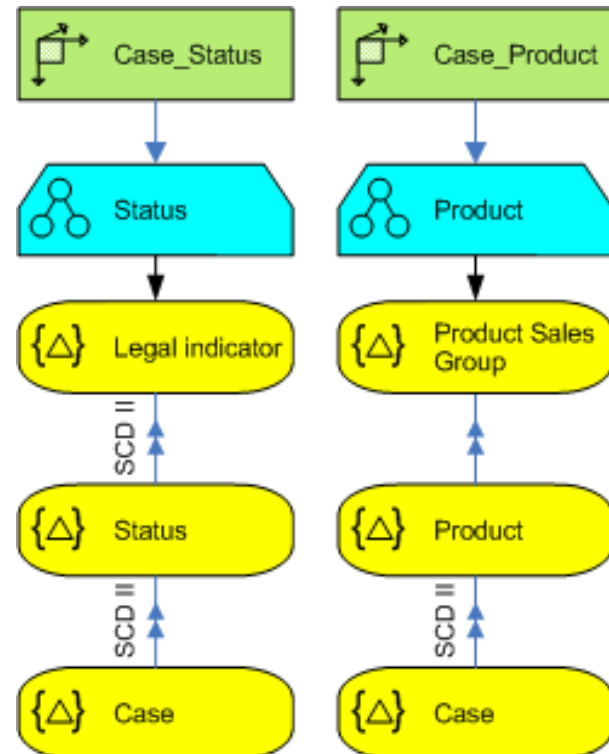 Case_Status
Case_Product
Status
Product
{△} Legal indicator
{△} Product Sales
Group
SCD II
{△} Status
{△} Product
SCD II
SCD II
{△} Case
{△} Case